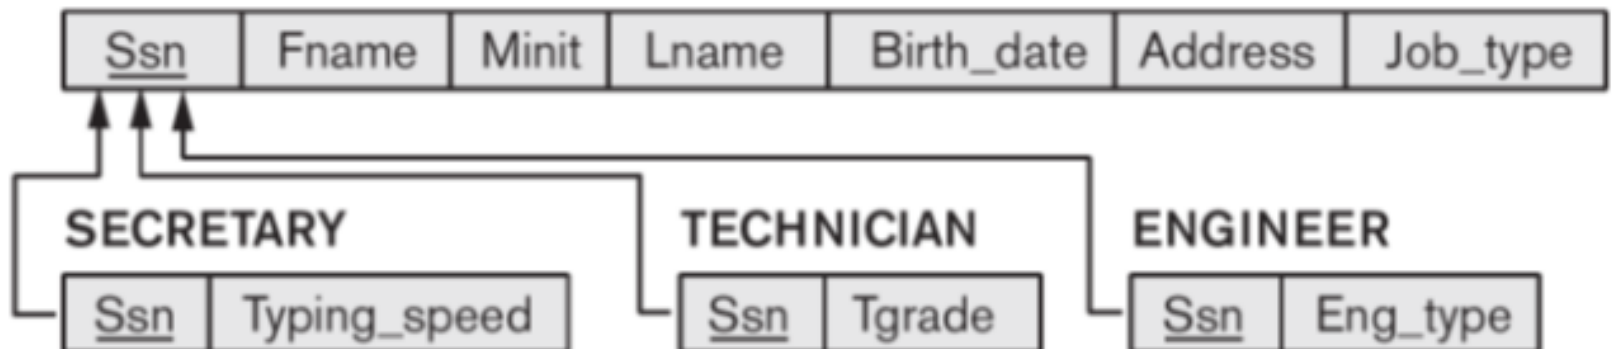 Ssn Fname Minit Lname Birth_date Address Job_type
SECRETARY TECHNICIAN ENGINEER
Ssn Typing_speed Ssn Tgrade Ssn Eng_type